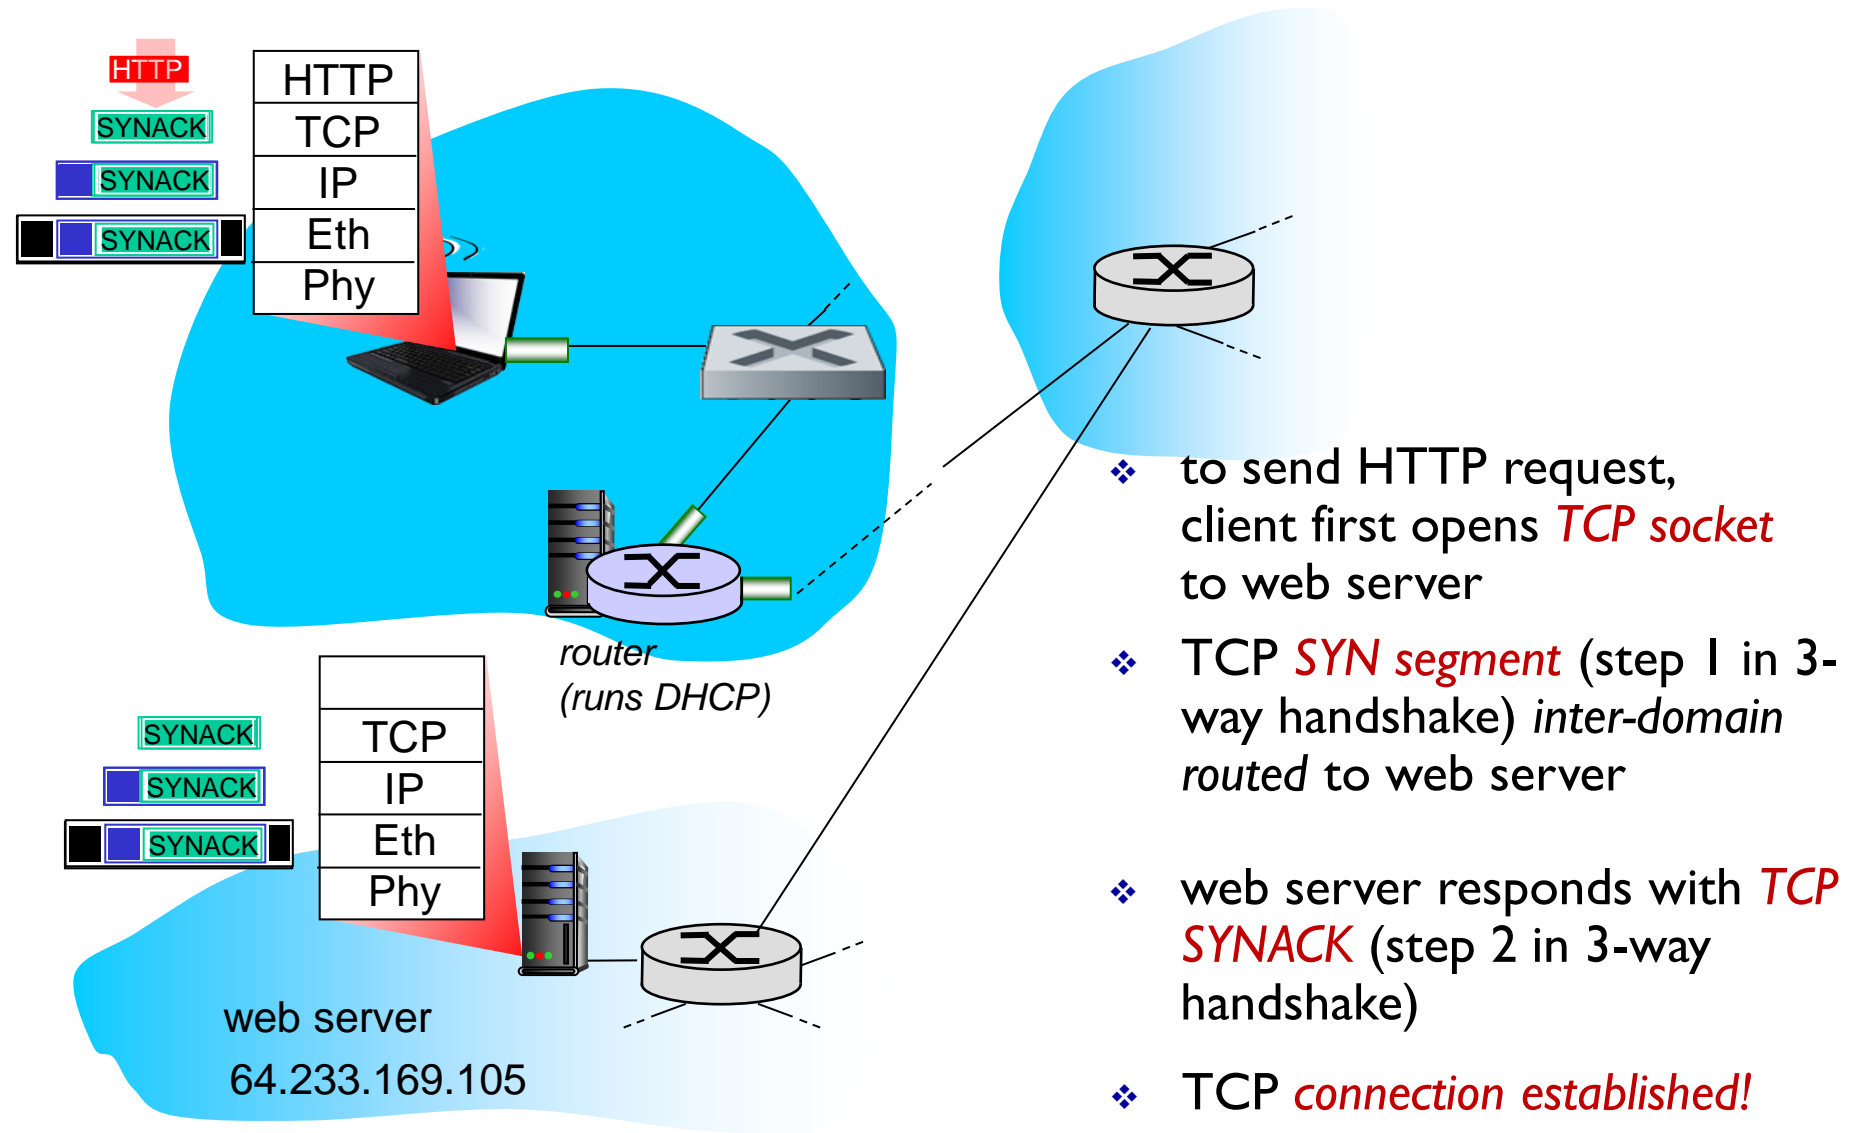 HTTP
SYNACK
SYNACK
SYNACK
HTTP
TCP
IP
Eth
Phy
router
(runs DHCP)
SYNACK
SYNACK
SYNACK
TCP
IP
Eth
Phy
web server
64.233.169.105
to send HTTP request,
client first opens TCP socket
to web server
TCP SYN segment (step 1 in 3-
way handshake) inter-domain
routed to web server
web server responds with TCP
SYNACK (step 2 in 3-way
handshake)
TCP connection established!